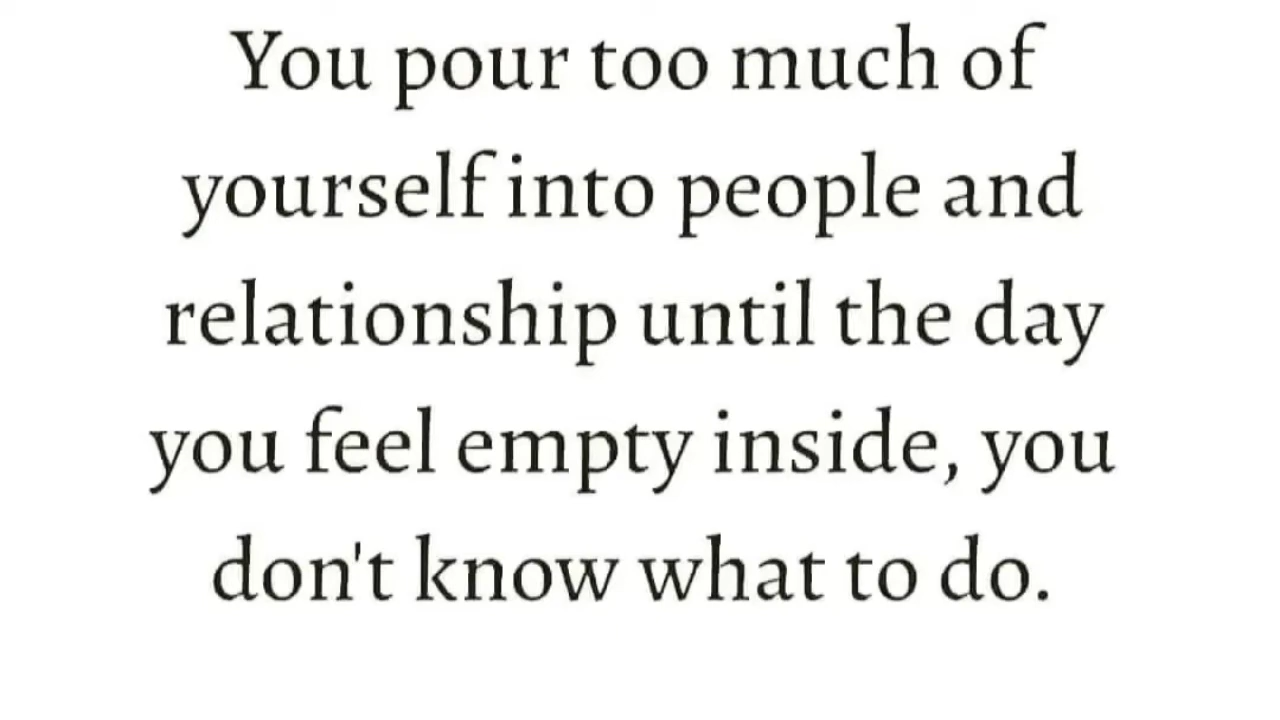 You pour too much of
yourself into people and
relationship until the day
you feel empty inside, you
don't know what to do.